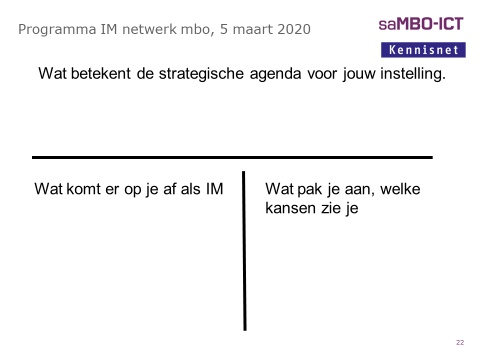 Programma IM netwerk mbo, 5 maart 2020
saMBO-ICT
Kennisnet
Wat betekent de strategische agenda voor jouw instelling.
Wat komt er op je af als IM
Wat pak je aan, welke
kansen zie je
22